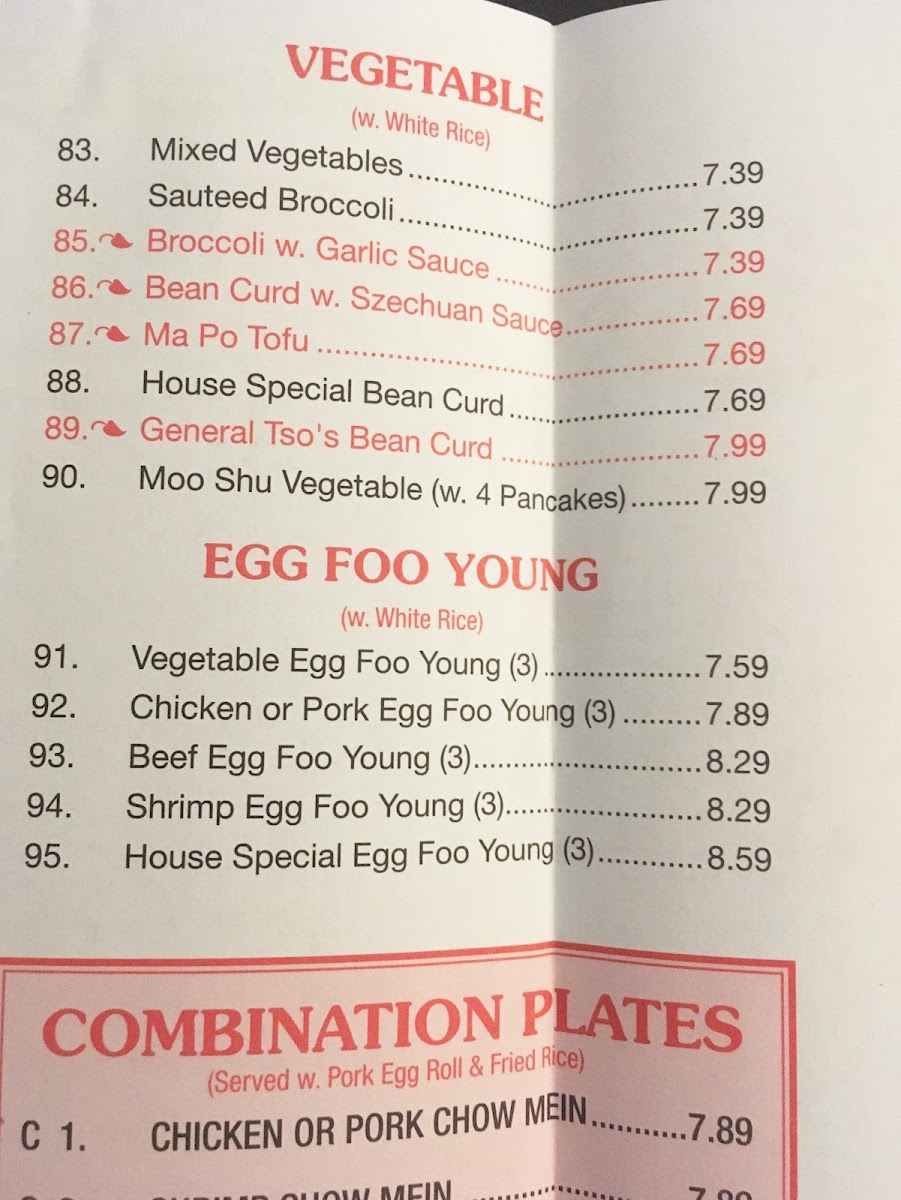 VEGETABLE
(w. White Rice)
83. Mixed Vegetables 7.39
84. Sauteed Broccoli 7.39
85. Broccoli w. Garlic Sauce 7.39
86. Bean Curd w. Szechuan Sauce 7.69
87. Ma Po Tofu 7.69
88. House Special Bean Curd 7.69
89. General Tso's Bean Curd 7.99
90. Moo Shu Vegetable (w. 4 Pancakes) 7.99
EGG FOO YOUNG
(w. White Rice)
91. Vegetable Egg Foo Young (3) 7.59
92. Chicken or Pork Egg Foo Young (3) 7.89
93. Beef Egg Foo Young (3) 8.29
94. Shrimp Egg Foo Young (3) 8.29
95. House Special Egg Foo Young (3) 8.59
COMBINATION PLATES
(Served w. Pork Egg Roll & Fried Rice)
C 1. CHICKEN OR PORK CHOW MEIN 7.89
SHRIMP CHOW MEIN